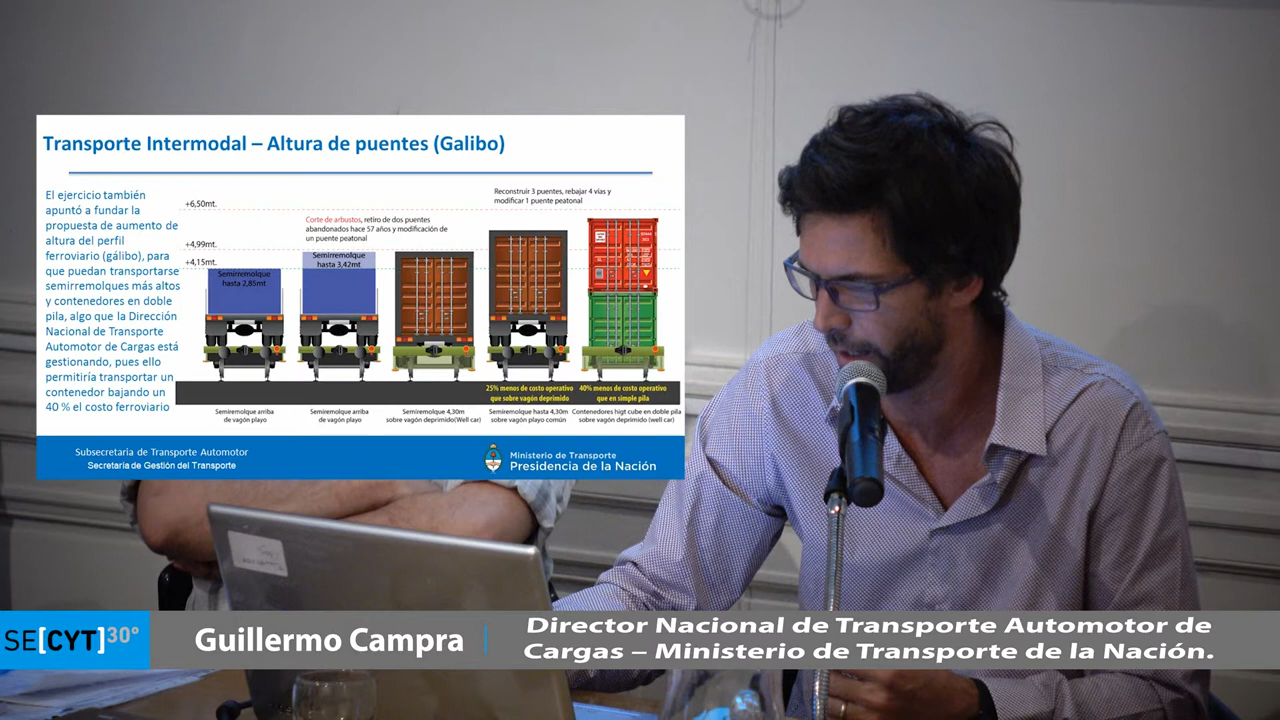 Transporte Intermodal – Altura de puentes (Galibo)
El ejercicio también
apuntó a fundar la
propuesta de aumento de
altura del perfil
ferroviario (gálibo), para
que puedan transportarse
semirremolques más altos
y contenedores en doble
pila, algo que la Dirección
Nacional de Transporte
Automotor de Cargas está
gestionando, pues ello
permitiría transportar un
contenedor bajando un
40 % el costo ferroviario
+6,50mt.
+4,99mt.
+4,15mt.
Corte de arbustos, retiro de dos puentes
abandonados hace 57 años y modificación de
un puente peatonal
Reconstruir 3 puentes, rebajar 4 vías y
modificar 1 puente peatonal
Semirremolque
hasta 2,85mt
Semirremolque
hasta 3,42mt
25% menos de costo operativo
que sobre vagón deprimido
40% menos de costo operativo
que en simple pila
Semiremolque arriba
de vagón playo
Semiremolque arriba
de vagón playo
Semiremolque 4,30m
sobre vagón deprimido(Well car)
Semiremolque hasta 4,30m
sobre vagón playo común
Contenedores higt cube en doble pila
sobre vagón deprimido (well car)
Subsecretaria de Transporte Automotor
Secretaria de Gestión del Transporte
Ministerio de Transporte
Presidencia de la Nación
SE[CYT]30°
Guillermo Campra
Director Nacional de Transporte Automotor de
Cargas – Ministerio de Transporte de la Nación.